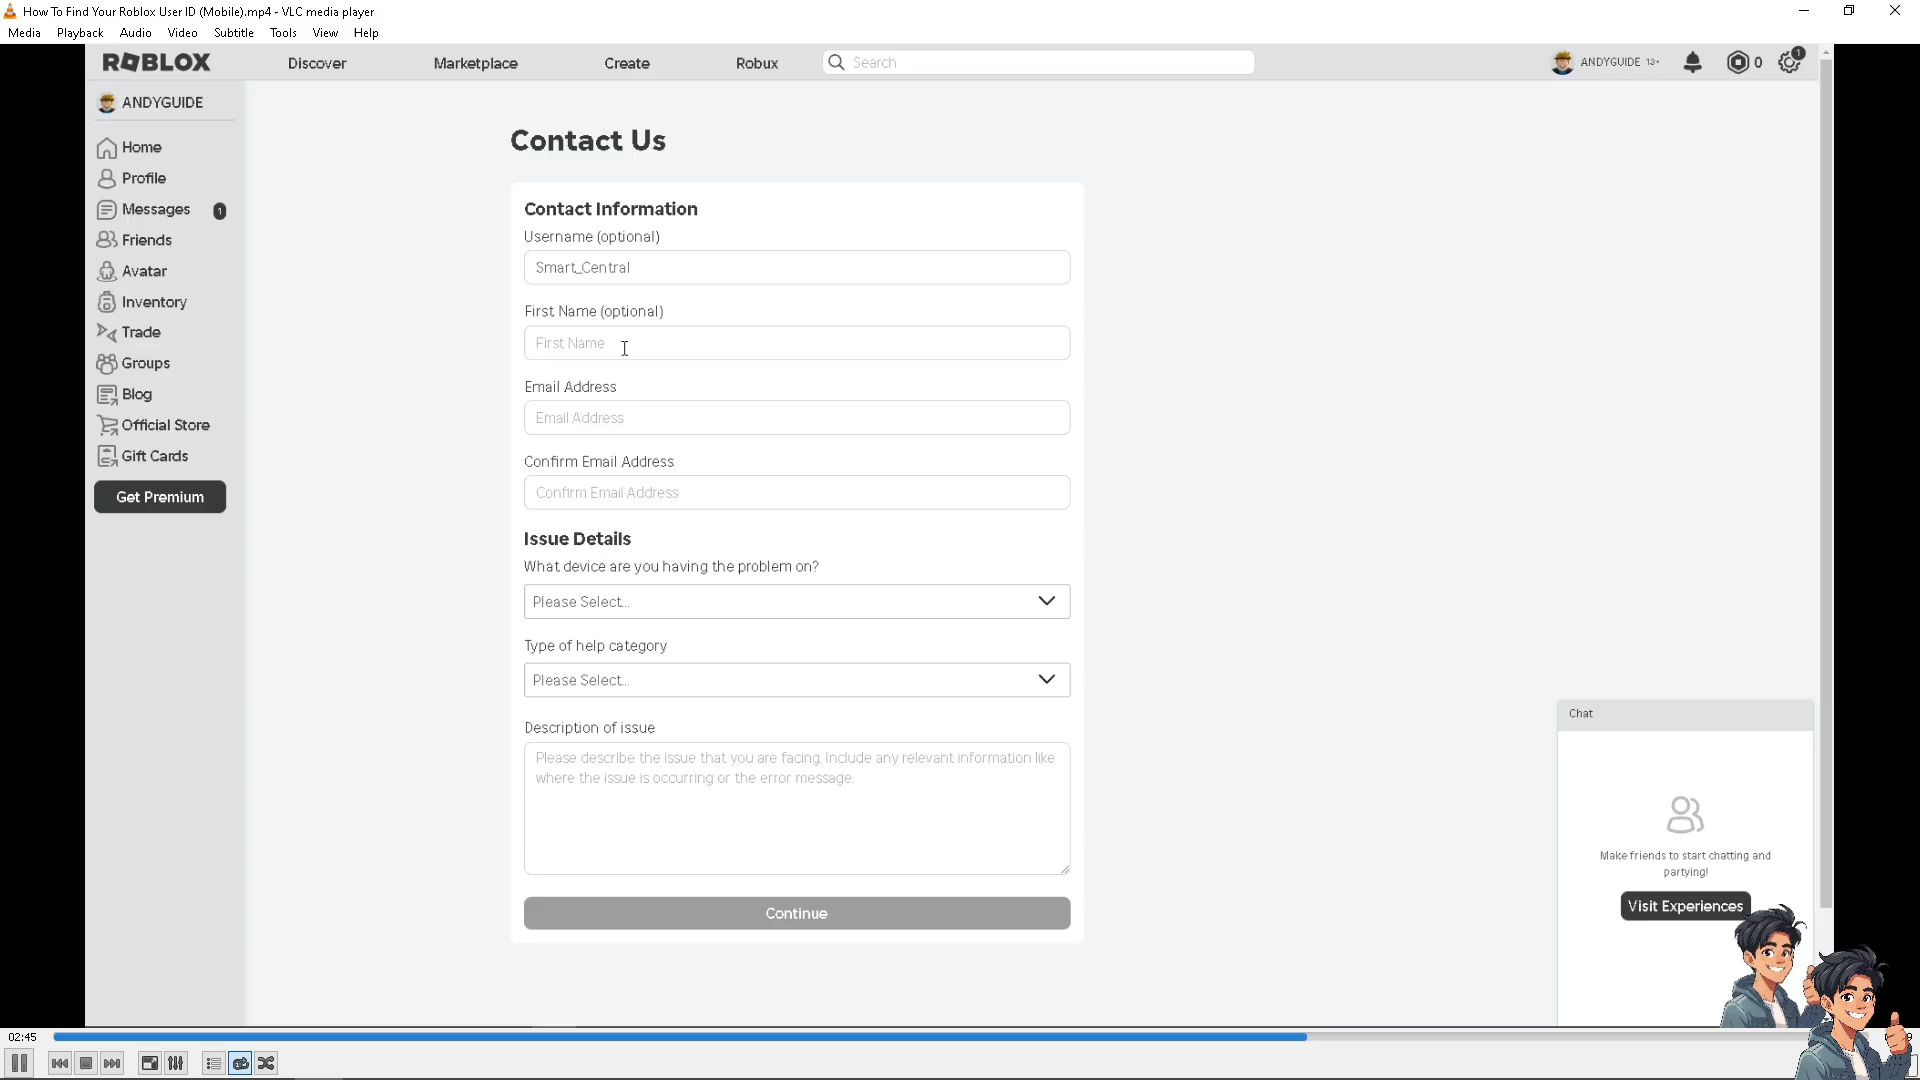 How To Find Your Roblox User ID (Mobile).mp4 - VLC media player
Media Playback Audio Video Subtitle Tools View Help
ROBLOX Discover Marketplace Create Robux Search ANDYGUIDE 13+ 0 1
ANDYGUIDE
Home
Profile
Messages 1
Friends
Avatar
Inventory
Trade
Groups
Blog
Official Store
Gift Cards
Get Premium
Contact Us
Contact Information
Username (optional)
Smart_Central
First Name (optional)
First Name
Email Address
Email Address
Confirm Email Address
Confirm Email Address
Issue Details
What device are you having the problem on?
Please Select...
Type of help category
Please Select...
Description of issue
Please describe the issue that you are facing. Include any relevant information like
where the issue is occurring or the error message.
Continue
Chat
Make friends to start chatting and
partying!
Visit Experiences
02:45